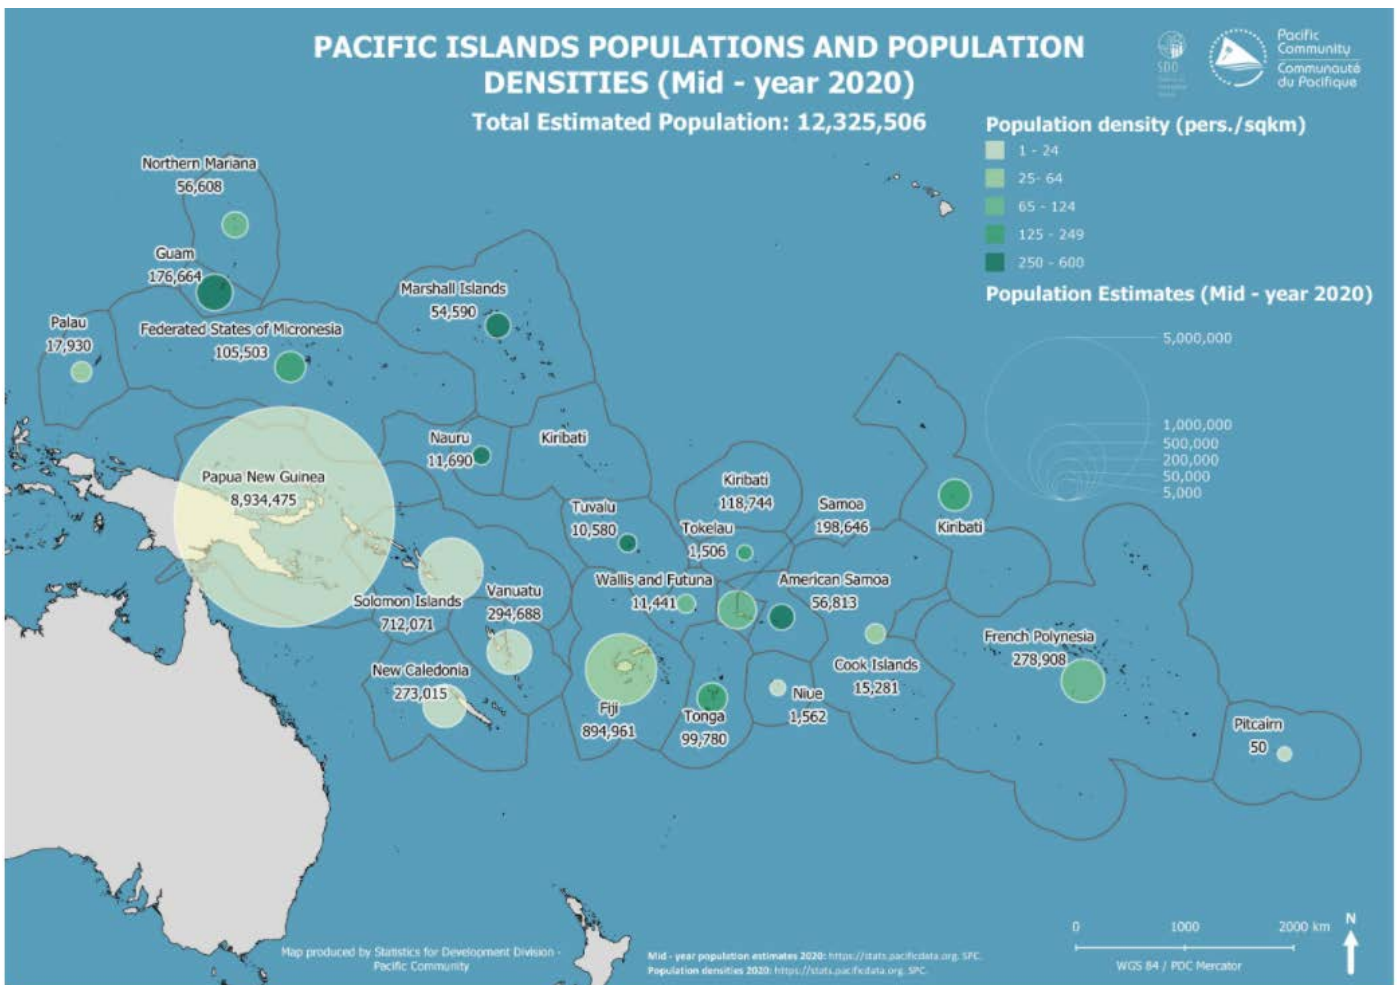 PACIFIC ISLANDS POPULATIONS AND POPULATION
DENSITIES (Mid - year 2020)
Total Estimated Population: 12,325,506
SDD
Pacific
Community
Communauté
du Pacifique
Population density (pers./sqkm)
1 - 24
25- 64
65 - 124
125 - 249
250 - 600
Population Estimates (Mid - year 2020)
5,000,000
1,000,000
500,000
200,000
50,000
5,000
Northern Mariana
56,608
Guam
176,664
Marshall Islands
54,590
Palau
17,930
Federated States of Micronesia
105,503
Nauru
11,690
Kiribati
Papua New Guinea
8,934,475
Kiribati
118,744
Samoa
198,646
Kiribati
Tuvalu
10,580
Tokelau
1,506
Wallis and Futuna
11,441
American Samoa
56,813
Solomon Islands
712,071
Vanuatu
294,688
French Polynesia
278,908
New Caledonia
273,015
Cook Islands
15,281
Fiji
894,961
Tonga
99,780
Niue
1,562
Pitcairn
50
Map produced by Statistics for Development Division -
Pacific Community
Mid - year population estimates 2020: https://stats.pacificdata.org. SPC.
Population densities 2020: https://stats.pacificdata.org. SPC.
0 1000 2000 km
WGS 84 / PDC Mercator
N